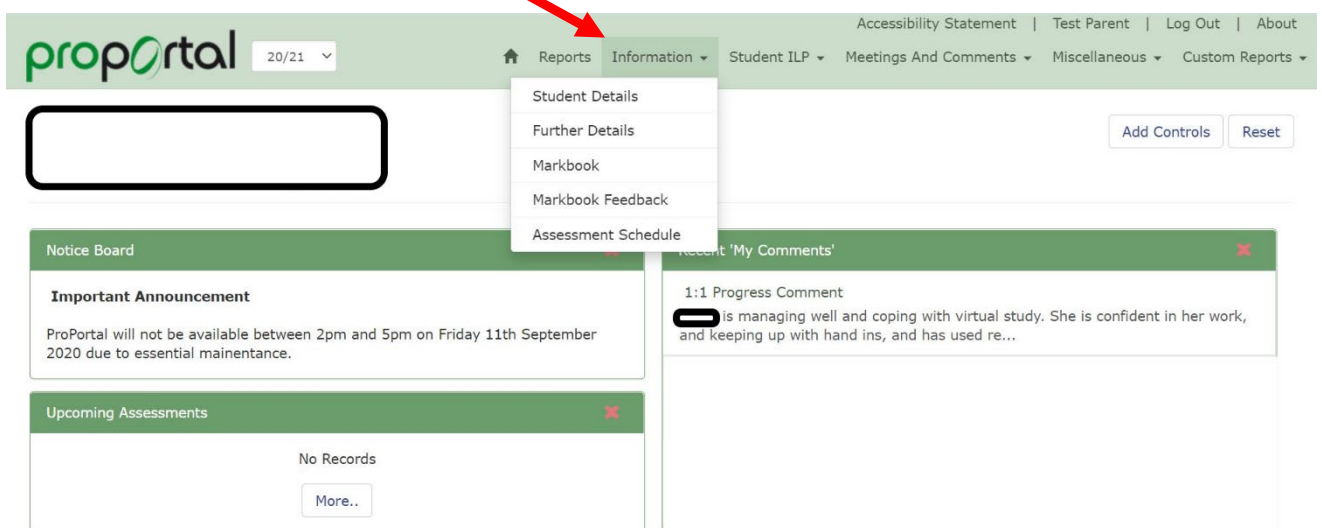 Accessibility Statement | Test Parent | Log Out | About
proportal 20/21 Reports Information Student ILP Meetings And Comments Miscellaneous Custom Reports
Student Details
Further Details
Markbook
Markbook Feedback
Assessment Schedule
Add Controls Reset
Notice Board
Important Announcement
ProPortal will not be available between 2pm and 5pm on Friday 11th September
2020 due to essential mainentance.
Upcoming Assessments
No Records
More..
Recent 'My Comments'
1:1 Progress Comment
is managing well and coping with virtual study. She is confident in her work,
and keeping up with hand ins, and has used re...